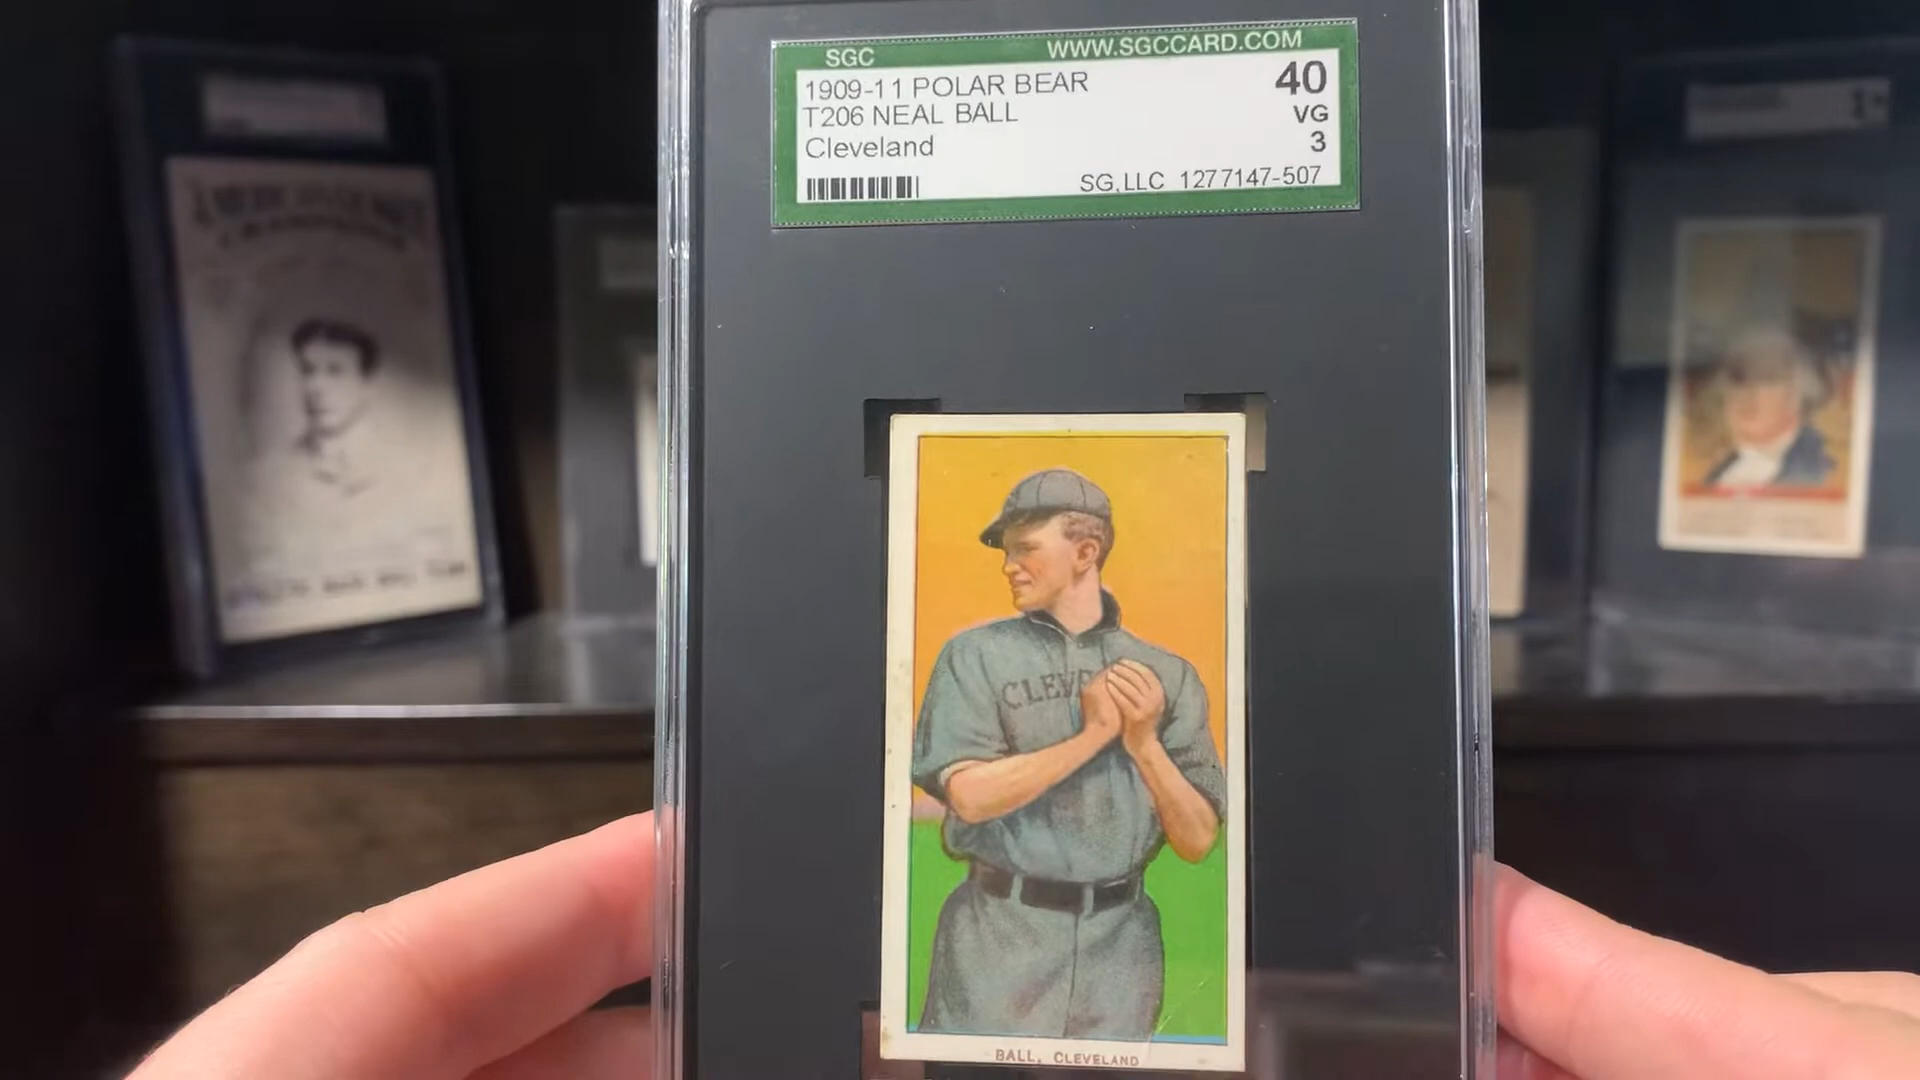 SGC WWW.SGCCARD.COM
1909-11 POLAR BEAR 40
T206 NEAL BALL VG
Cleveland 3
SG, LLC 1277147-507
CLEVE
BALL, CLEVELAND